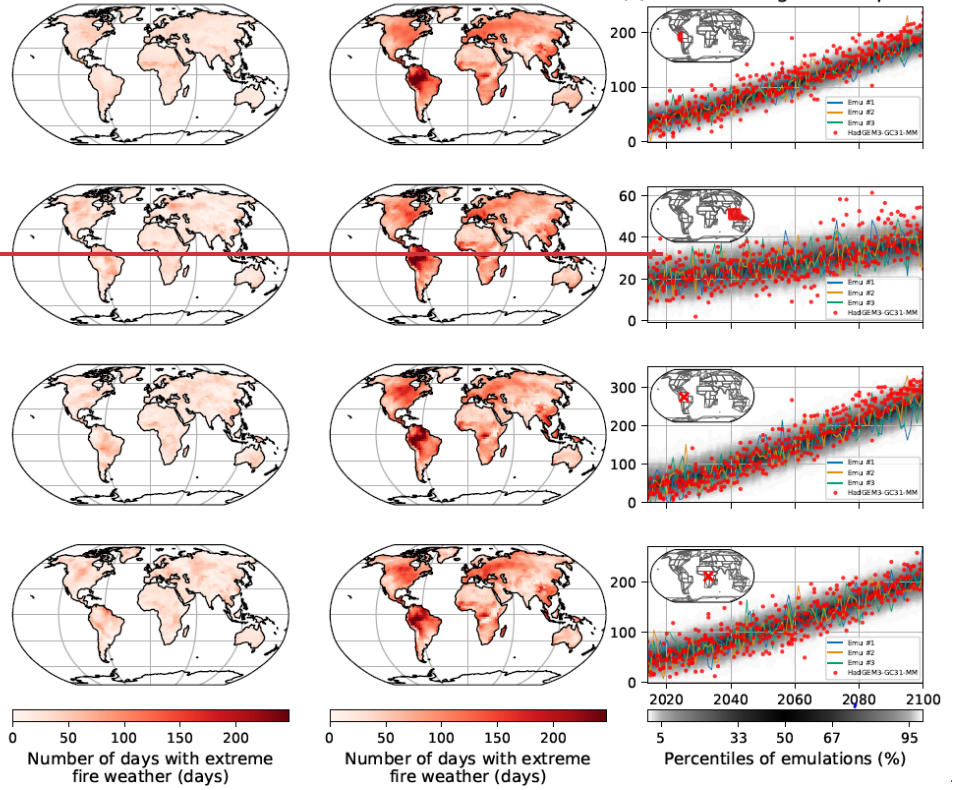 200
100
0
Emu #1
Emu #2
Emu #3
HadGEM3-GC31-MM
60
40
20
0
Emu #1
Emu #2
Emu #3
HadGEM3-GC31-MM
300
200
100
0
Emu #1
Emu #2
Emu #3
HadGEM3-GC31-MM
200
100
0
Emu #1
Emu #2
Emu #3
HadGEM3-GC31-MM
2020 2040 2060 2080 2100
0 50 100 150 200
Number of days with extreme
fire weather (days)
0 50 100 150 200
Number of days with extreme
fire weather (days)
5 33 50 67 95
Percentiles of emulations (%)